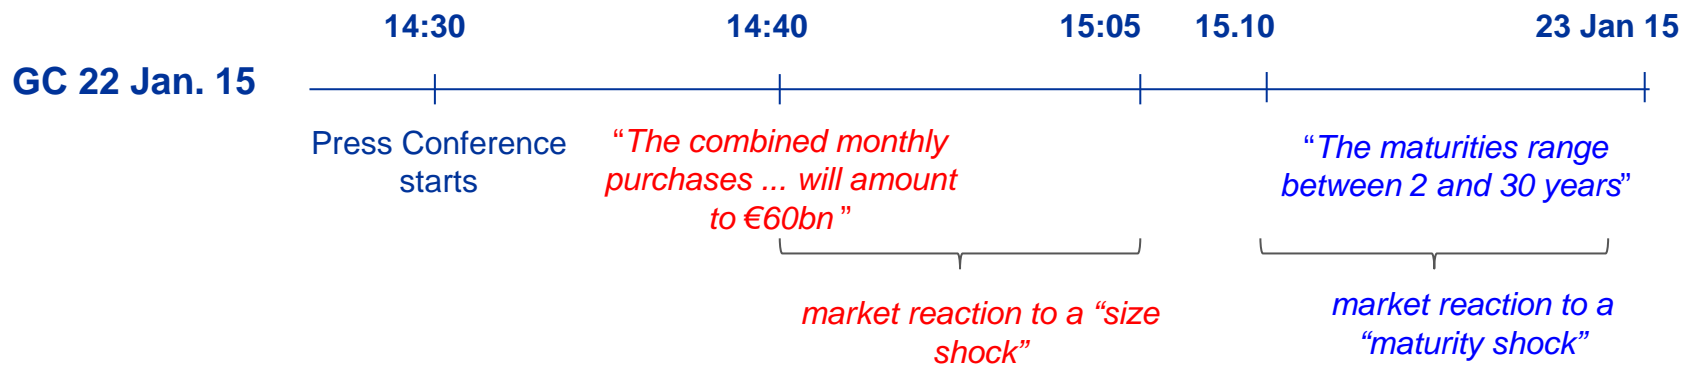 14:30 14:40 15:05 15.10 23 Jan 15
GC 22 Jan. 15
Press Conference
starts
“The combined monthly
purchases ... will amount
to €60bn ”
“The maturities range
between 2 and 30 years”
market reaction to a “size
shock”
market reaction to a
“maturity shock”